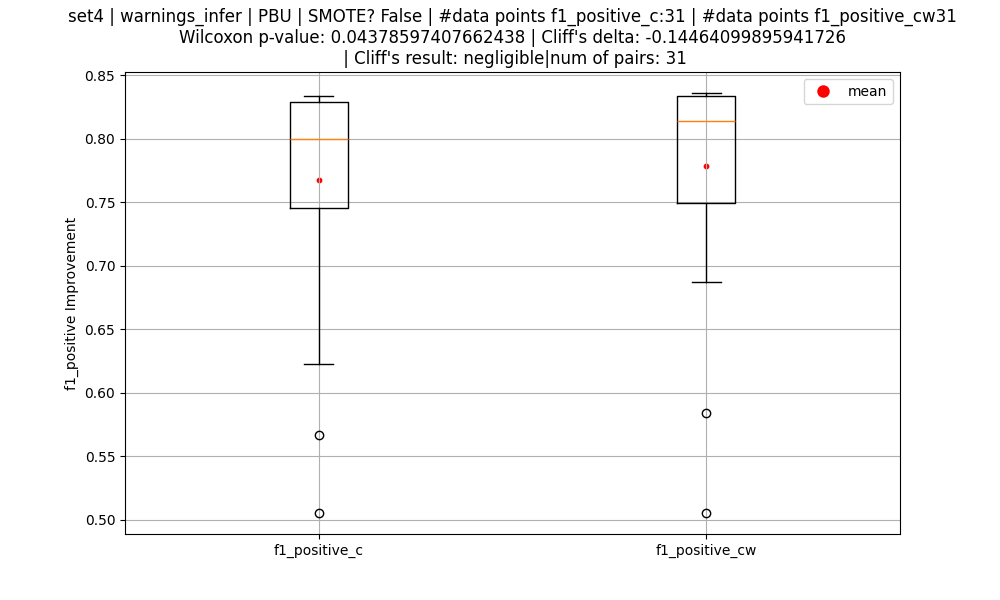 set4 | warnings_infer | PBU | SMOTE? False | #data points f1_positive_c:31 | #data points f1_positive_cw31
Wilcoxon p-value: 0.04378597407662438 | Cliff's delta: -0.14464099895941726
| Cliff's result: negligible|num of pairs: 31
mean
0.85
0.80
0.75
0.70
0.65
0.60
0.55
0.50
f1_positive Improvement
f1_positive_c
f1_positive_cw